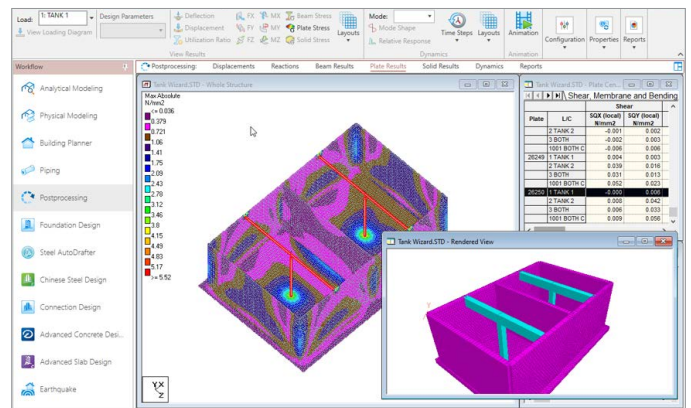 Load: 1: TANK 1
Design Parameters
View Loading Diagram
Deflection FX MX Beam Stress
Displacement FY MY Plate Stress
Utilization Ratio FZ MZ Solid Stress
Layouts
View Results
Mode:
Mode Shape
Relative Response
Time Steps
Layouts
Dynamics
Animation
Animation
Configuration
Properties
Reports
Workflow
Postprocessing: Displacements Reactions Beam Results Plate Results Solid Results Dynamics Reports
Analytical Modeling
Physical Modeling
Building Planner
Piping
Postprocessing
Foundation Design
Steel AutoDrafter
Chinese Steel Design
Connection Design
Advanced Concrete Desi...
Advanced Slab Design
Earthquake
Tank Wizard.STD - Whole Structure
Max Absolute
N/mm2
<= 0.036
0.379
0.721
1.06
1.41
1.75
2.09
2.43
2.78
3.12
3.46
3.8
4.15
4.49
4.83
5.17
>= 5.52
Y X
Z
Tank Wizard.STD - Plate Con...
Shear, Membrane and Bending
Shear
Plate L/C SQX (local) N/mm2 SQY (local) N/mm2
2 TANK 2 -0.001 0.002
3 BOTH -0.002 0.003
1001 BOTH C -0.006 0.006
26249 1 TANK 1 0.004 0.003
2 TANK 2 0.039 0.016
3 BOTH 0.031 0.013
1001 BOTH C 0.052 0.023
26250 1 TANK 1 -0.000 0.006
2 TANK 2 0.008 0.042
3 BOTH 0.006 0.033
1001 BOTH C 0.009 0.056
Tank Wizard.STD - Rendered View